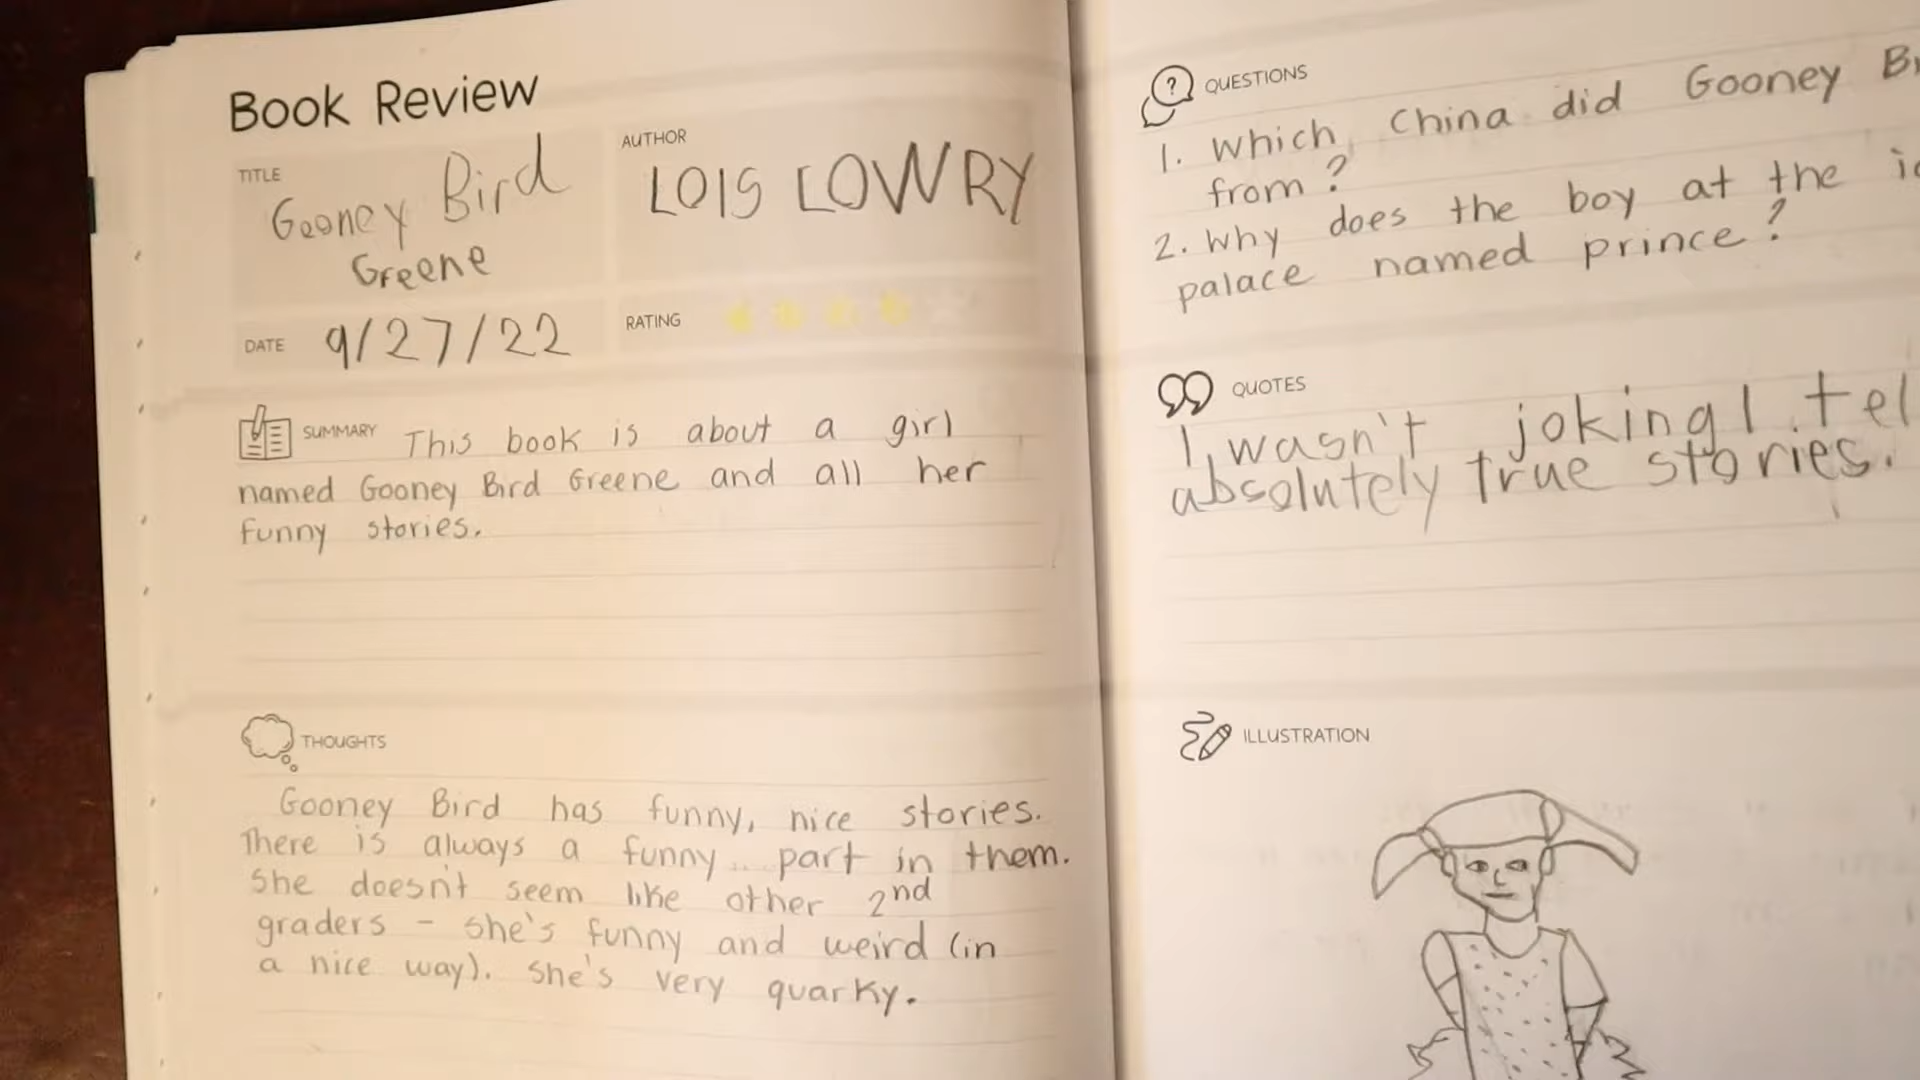 Book Review
TITLE
Gooney Bird
Greene
AUTHOR
LOIS LOWRY
DATE 9/27/22
RATING
SUMMARY This book is about a girl
named Gooney Bird Greene and all her
funny stories.
THOUGHTS
Gooney Bird has funny, nice stories.
There is always a funny part in them.
She doesn't seem like other 2nd
graders - she's funny and weird (in
a nice way). She's very quarky.
QUESTIONS
1. Which China did Gooney
from?
2. Why does the boy at the
palace named prince?
QUOTES
I wasn't joking I
absolutely true stories.
ILLUSTRATION